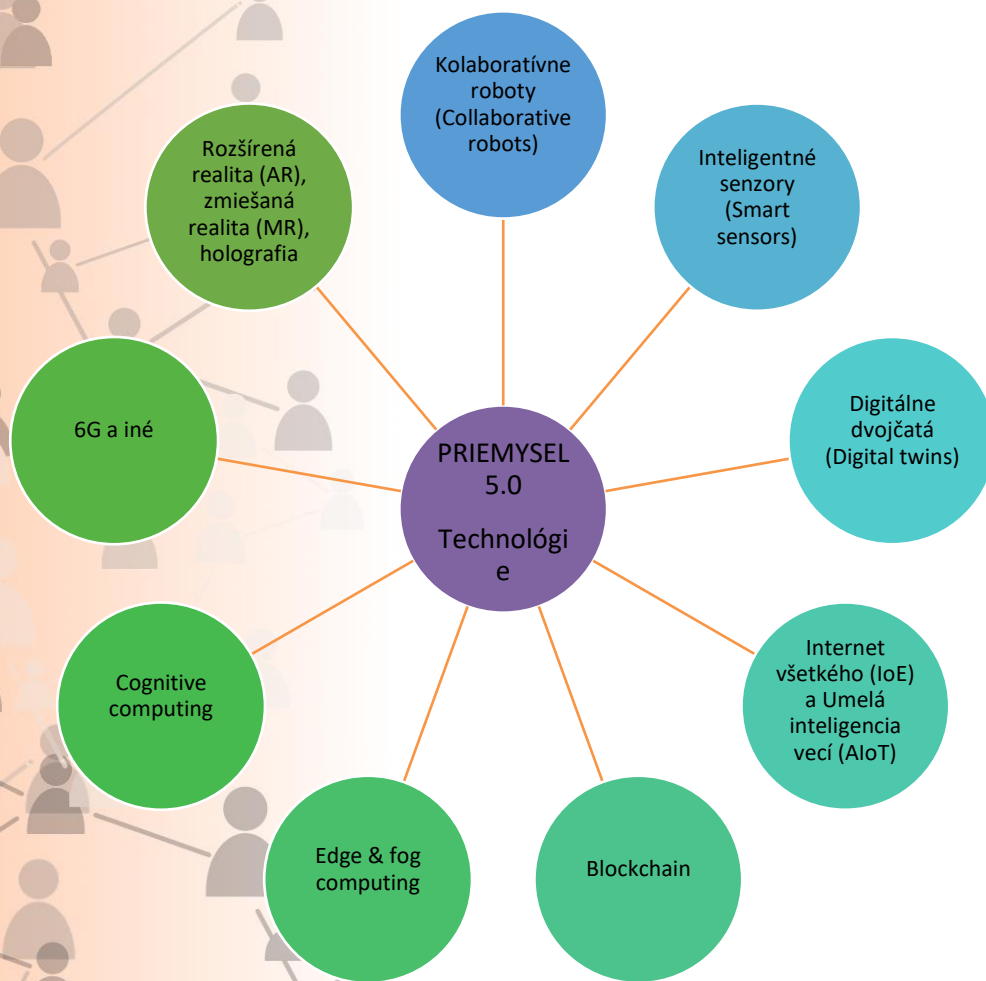 Kolaboratívne
roboty
(Collaborative
robots)
Inteligentné
senzory
(Smart
sensors)
Digitálne
dvojčatá
(Digital twins)
Internet
všetkého (IoE)
a Umelá
inteligencia
vecí (AIoT)
Blockchain
Edge & fog
computing
Cognitive
computing
6G a iné
Rozšírená
realita (AR),
zmiešaná
realita (MR),
holografia
PRIEMYSEL
5.0
Technológi
e